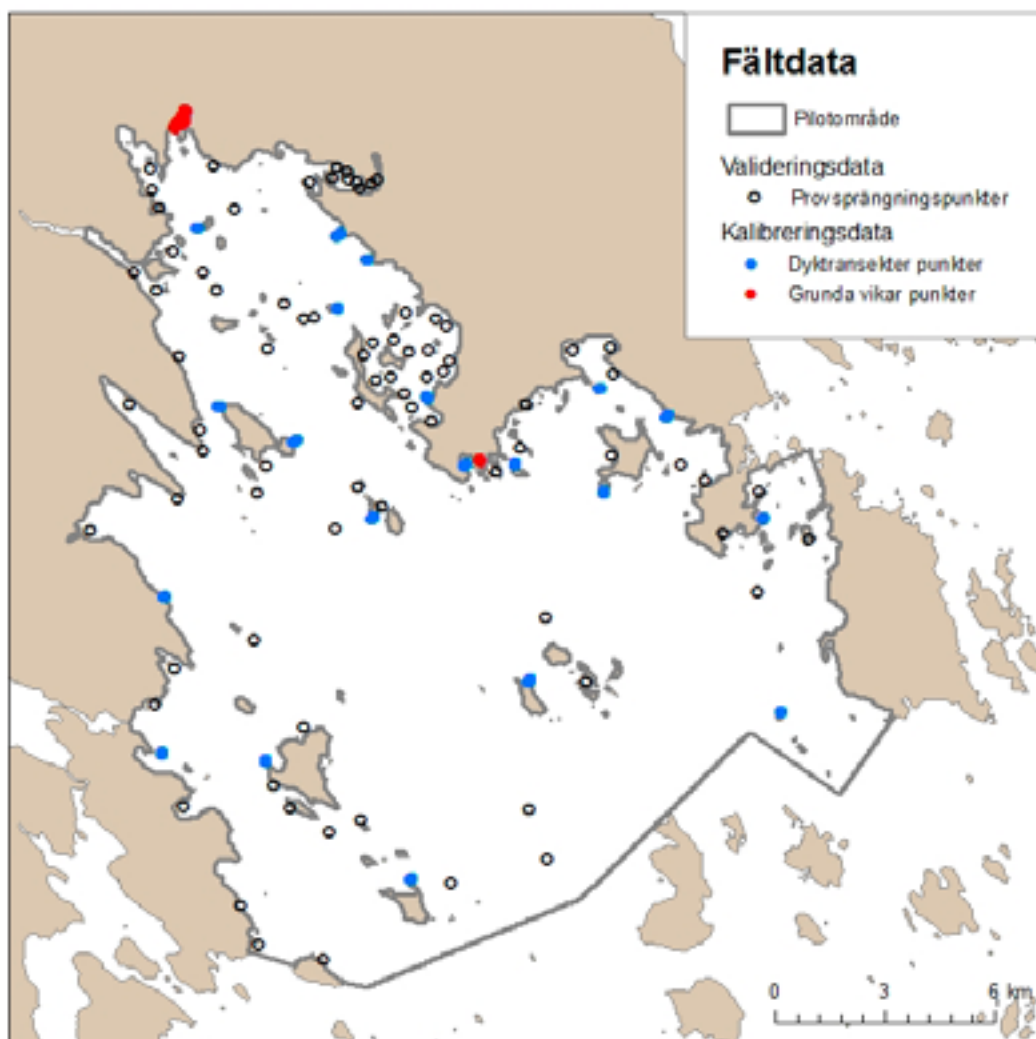 Fältdata
Pilotområde
Valideringsdata
Provsprängningspunkter
Kalibreringsdata
Dyktransekter punkter
Grunda vikar punkter
0 3 6 km